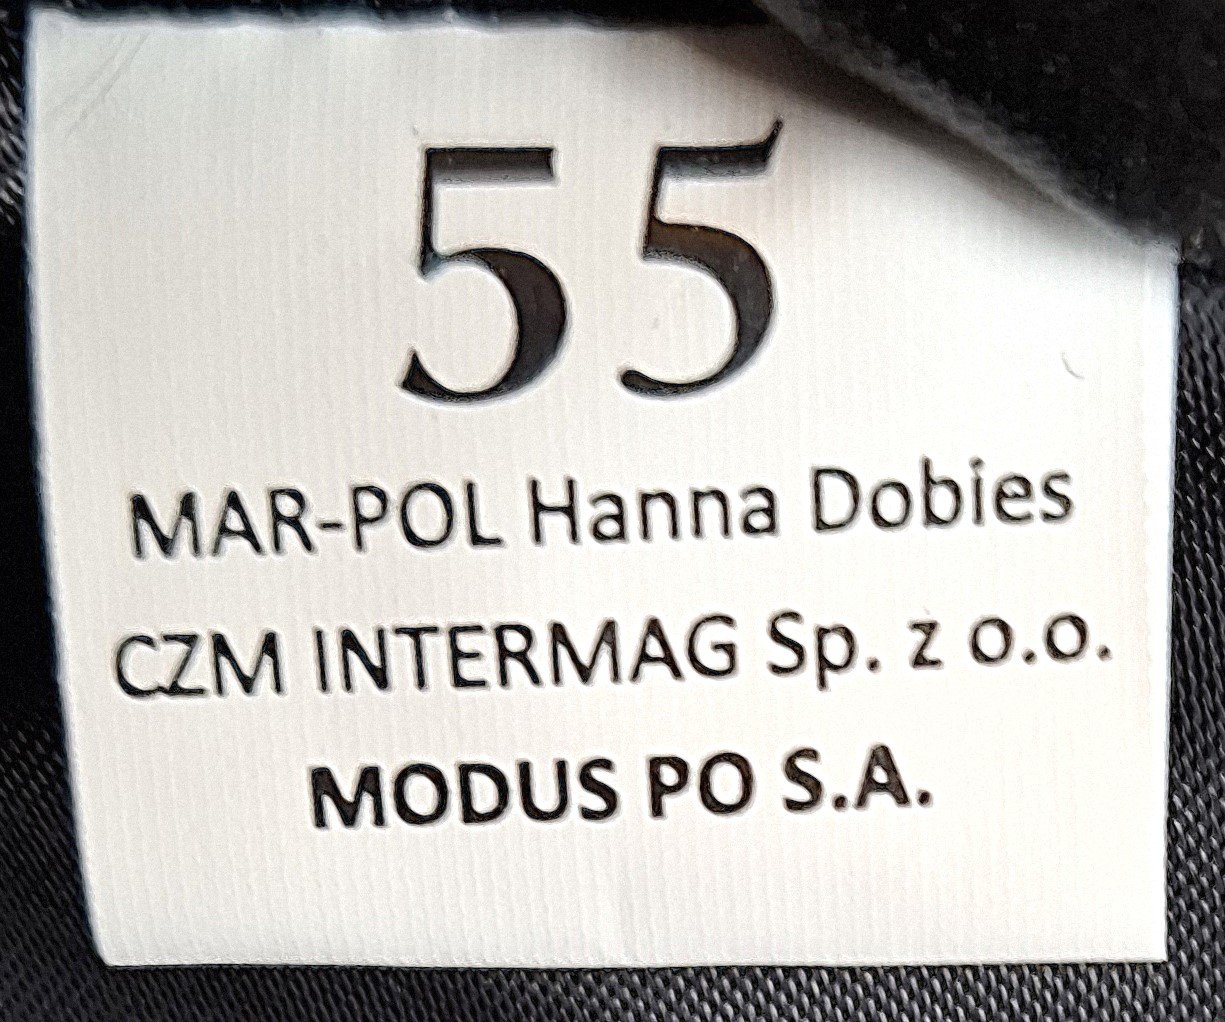 55
MAR-POL Hanna Dobies
CZM INTERMAG Sp. z o.o.
MODUS PO S.A.